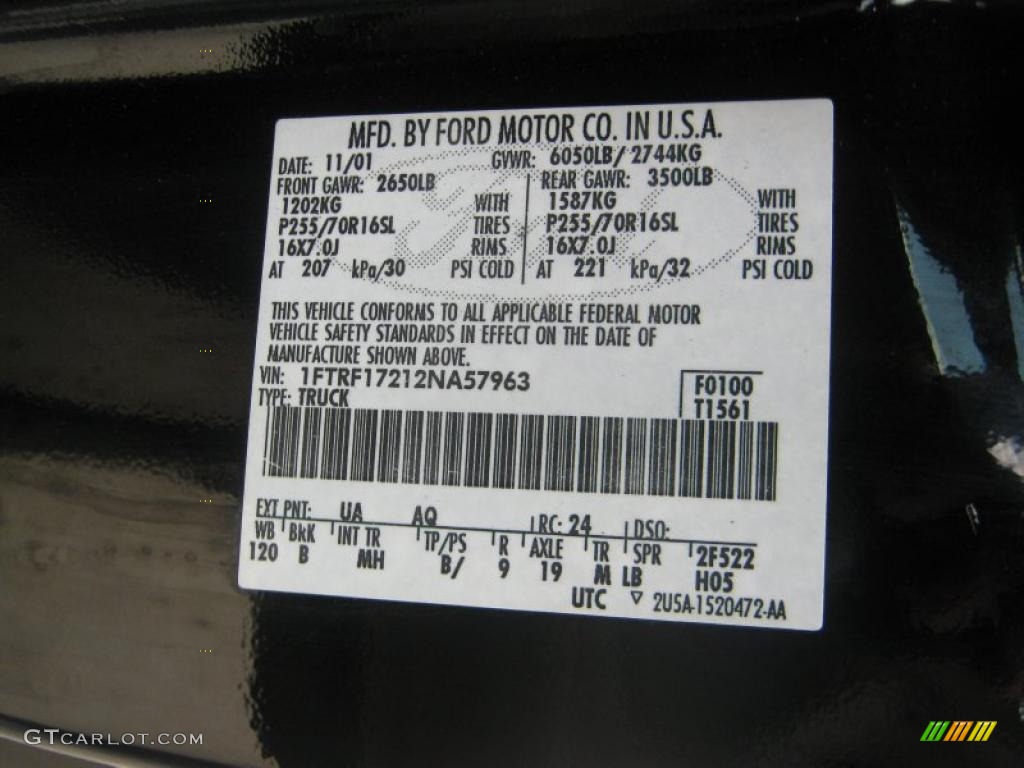 MFD. BY FORD MOTOR CO. IN U.S.A.
DATE: 11/01 GVWR: 6050LB/ 2744KG
FRONT GAWR: 2650LB REAR GAWR: 3500LB
1202KG WITH 1587KG WITH
P255/70R16SL TIRES P255/70R16SL TIRES
16X7.0J RIMS 16X7.0J RIMS
AT 207 kPa/30 PSI COLD AT 221 kPa/32 PSI COLD
THIS VEHICLE CONFORMS TO ALL APPLICABLE FEDERAL MOTOR
VEHICLE SAFETY STANDARDS IN EFFECT ON THE DATE OF
MANUFACTURE SHOWN ABOVE.
VIN: 1FTRF17212NA57963 F0100
TYPE: TRUCK T1561
EXT PNT: UA AQ RC: 24 DSO:
WB BkK INT TR TP/PS R AXLE TR SPR 2F522
120 B MH B/ 9 19 M LB H05
UTC ▽ 2U5A-1520472-AA
GTCARLOT.COM